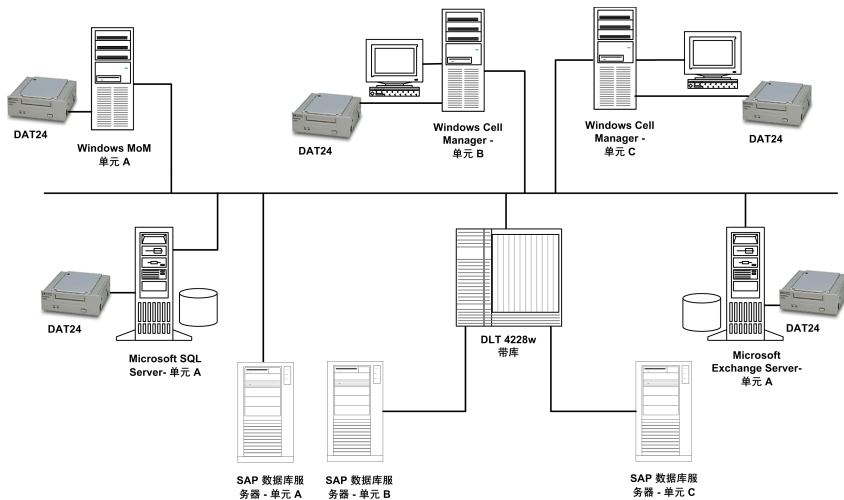 DAT24
Windows MoM
单元 A
DAT24
Windows Cell
Manager -
单元 B
Windows Cell
Manager -
单元 C
DAT24
DAT24
Microsoft SQL
Server- 单元 A
DLT 4228w
带库
DAT24
Microsoft
Exchange Server-
单元 A
SAP 数据库服
务器 - 单元 A
SAP 数据库服
务器 - 单元 B
SAP 数据库服
务器 - 单元 C